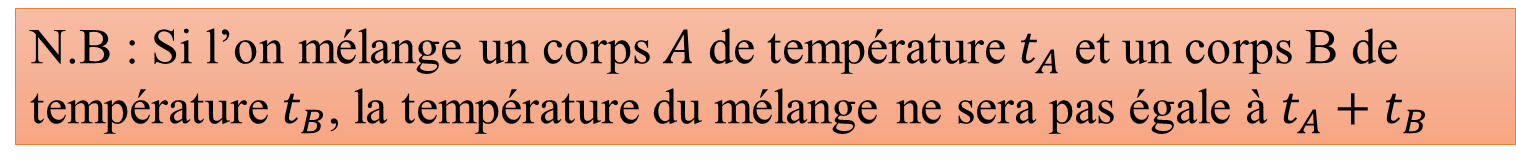 N.B : Si l’on mélange un corps 𝐴 de température 𝑡𝐴 et un corps B de
température 𝑡𝐵, la température du mélange ne sera pas égale à 𝑡𝐴 + 𝑡𝐵